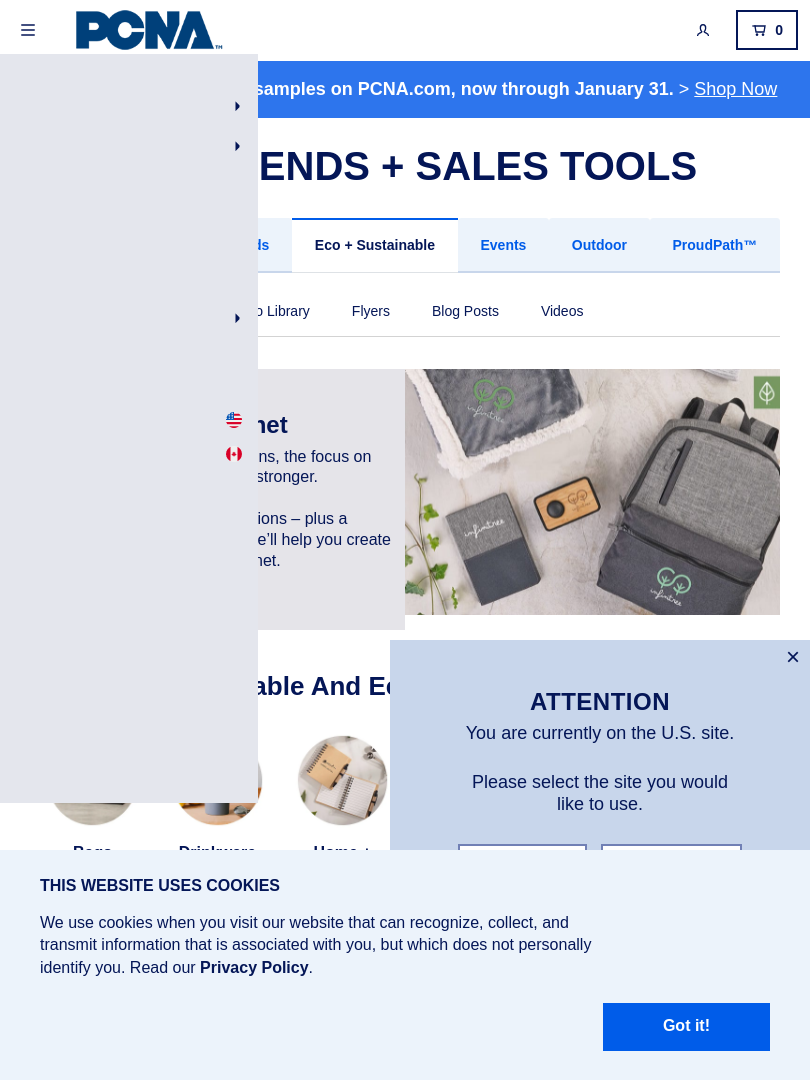 PCNA™
0
samples on PCNA.com, now through January 31. > Shop Now
ENDS + SALES TOOLS
ds
Eco + Sustainable
Events
Outdoor
ProudPath™
o Library
Flyers
Blog Posts
Videos
net
ns, the focus on
stronger.
ions – plus a
e'll help you create
net.
infinitree
infinitree
infinitree
×
ATTENTION
You are currently on the U.S. site.
Please select the site you would
like to use.
able And Ec
THIS WEBSITE USES COOKIES
We use cookies when you visit our website that can recognize, collect, and
transmit information that is associated with you, but which does not personally
identify you. Read our Privacy Policy.
Got it!